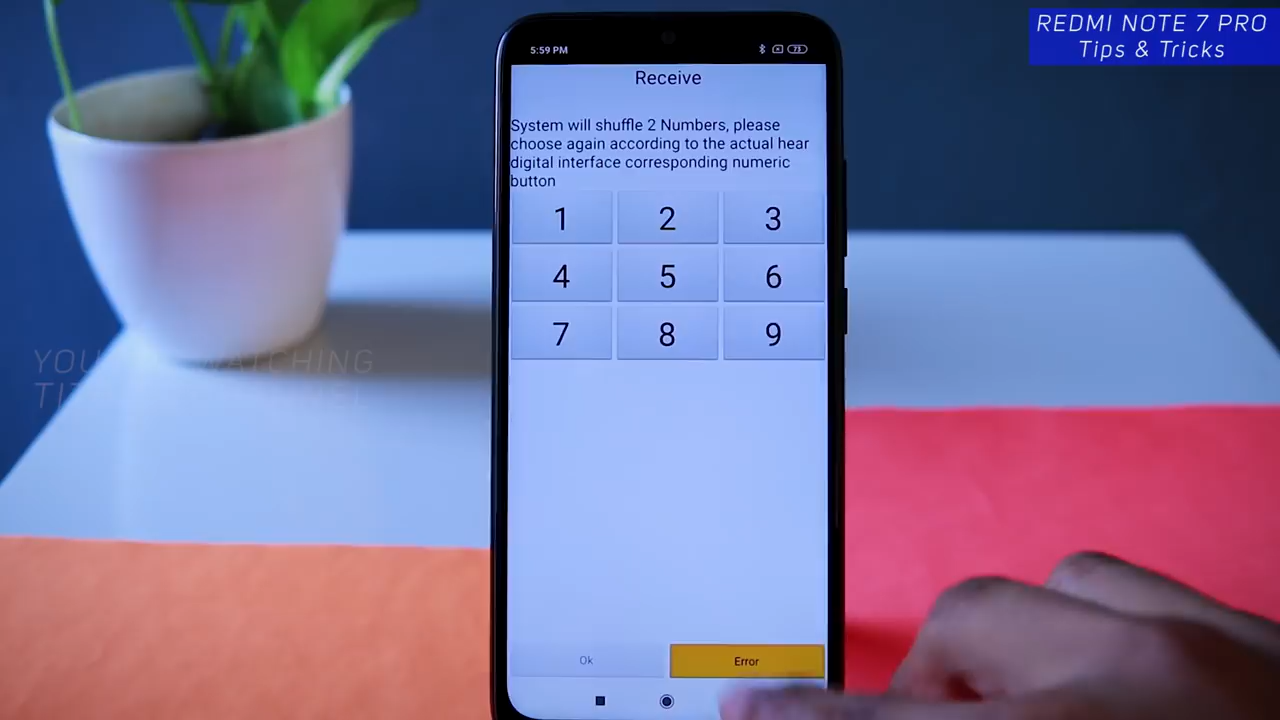 REDMI NOTE 7 PRO
Tips & Tricks
5:59 PM
73
Receive
System will shuffle 2 Numbers, please
choose again according to the actual hear
digital interface corresponding numeric
button
1 2 3
4 5 6
7 8 9
Ok Error
WATCHING